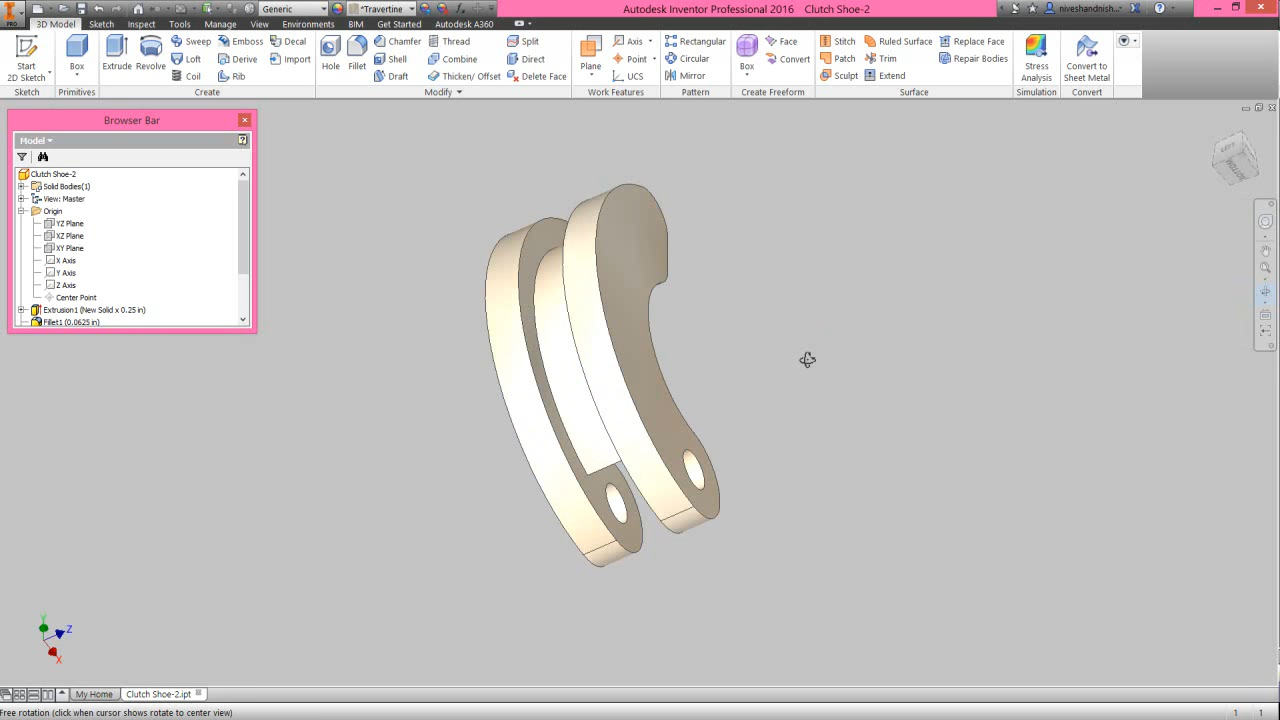 Generic
*Travertine
Autodesk Inventor Professional 2016 Clutch Shoe-2
niveshandnish...
PRO
3D Model Sketch Inspect Tools Manage View Environments BIM Get Started Autodesk A360
Start
2D Sketch
Sketch
Box
Primitives
Extrude Revolve
Sweep Emboss Decal
Loft Derive Import
Coil Rib
Create
Hole Fillet
Chamfer Thread Split
Shell Combine Direct
Draft Thicken/ Offset Delete Face
Modify
Plane
Axis
Point
UCS
Work Features
Rectangular
Circular
Mirror
Pattern
Box
Face
Convert
Create Freeform
Stitch Ruled Surface Replace Face
Patch Trim Repair Bodies
Sculpt Extend
Surface
Stress
Analysis
Simulation
Convert to
Sheet Metal
Convert
Browser Bar
Model
Clutch Shoe-2
Solid Bodies(1)
View: Master
Origin
YZ Plane
XZ Plane
XY Plane
X Axis
Y Axis
Z Axis
Center Point
Extrusion1 (New Solid x 0.25 in)
Fillet1 (0.0625 in)
LEFT
BOTTOM
Y
Z
X
My Home Clutch Shoe-2.ipt
Free rotation (click when cursor shows rotate to center view) 1 1